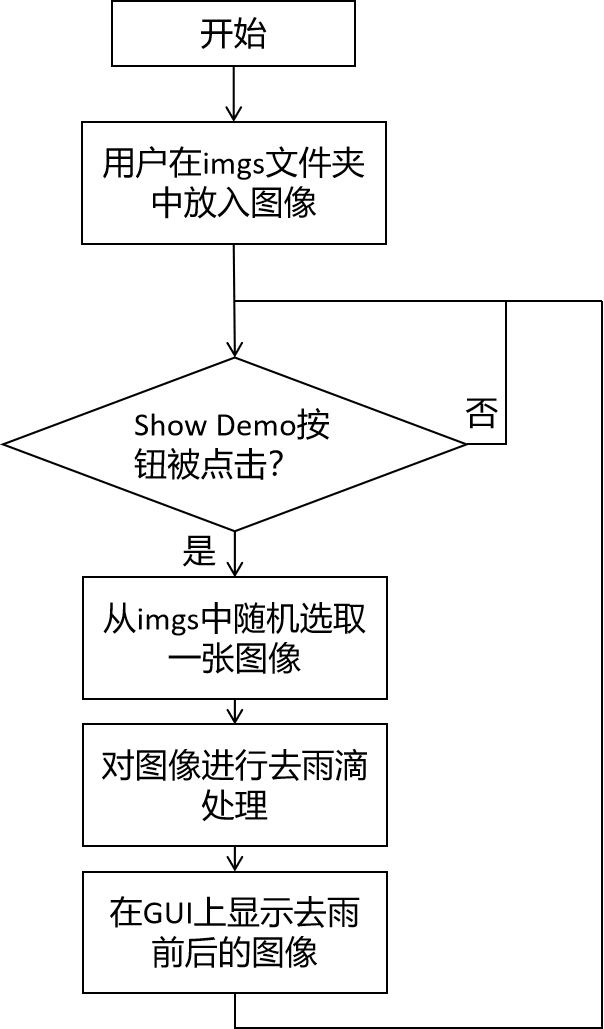 开始
用户在imgs文件夹
中放入图像
Show Demo按
钮被点击？
否
是
从imgs中随机选取
一张图像
对图像进行去雨滴
处理
在GUI上显示去雨
前后的图像